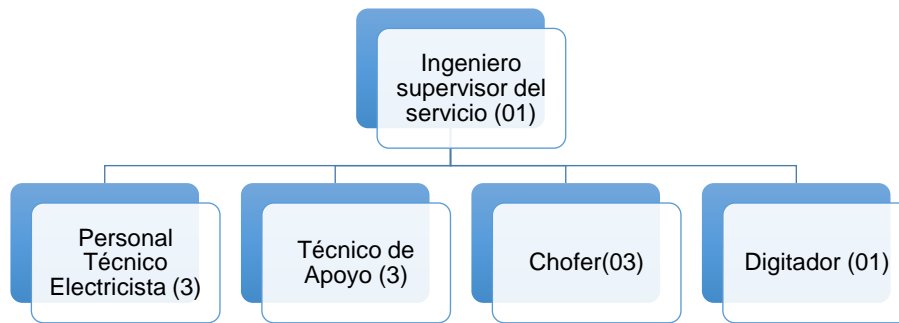 Ingeniero
supervisor del
servicio (01)
Personal
Técnico
Electricista (3)
Técnico de
Apoyo (3)
Chofer(03)
Digitador (01)